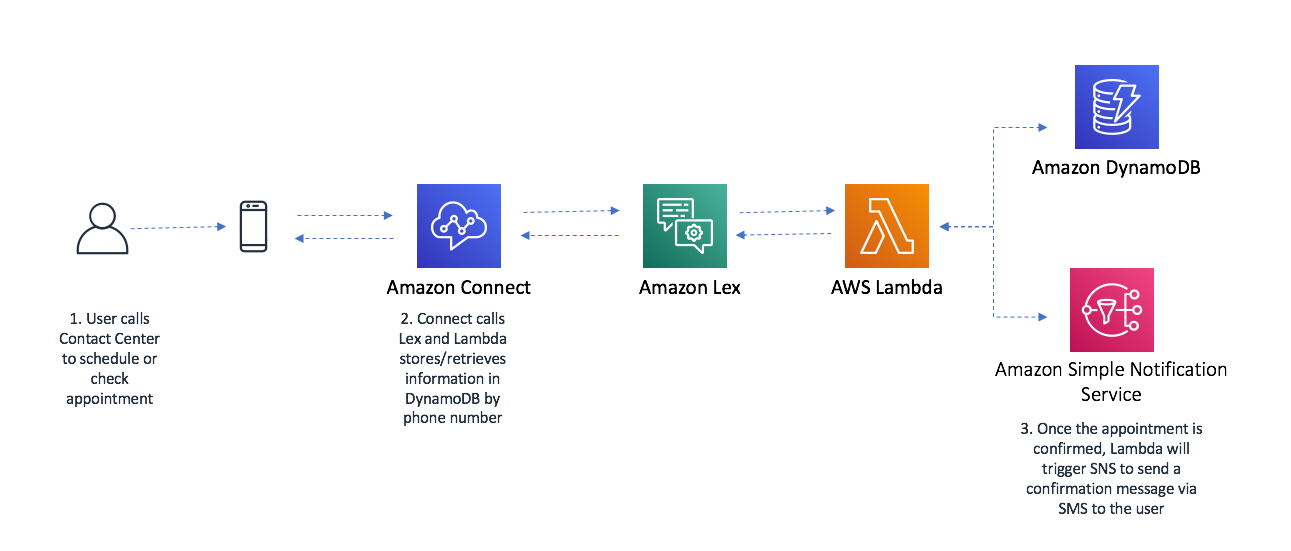 Amazon DynamoDB
Amazon Connect
Amazon Lex
AWS Lambda
1. User calls
Contact Center
to schedule or
check
appointment
2. Connect calls
Lex and Lambda
stores/retrieves
information in
DynamoDB by
phone number
Amazon Simple Notification
Service
3. Once the appointment is
confirmed, Lambda will
trigger SNS to send a
confirmation message via
SMS to the user